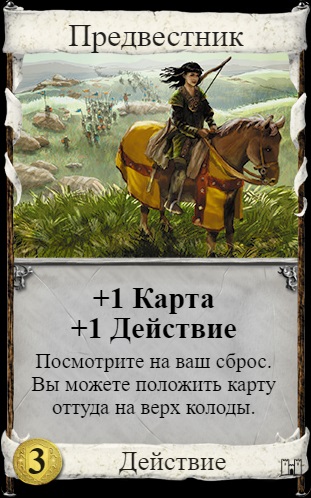 Предвестник
+1 Карта
+1 Действие
Посмотрите на ваш сброс.
Вы можете положить карту
оттуда на верх колоды.
3
Действие